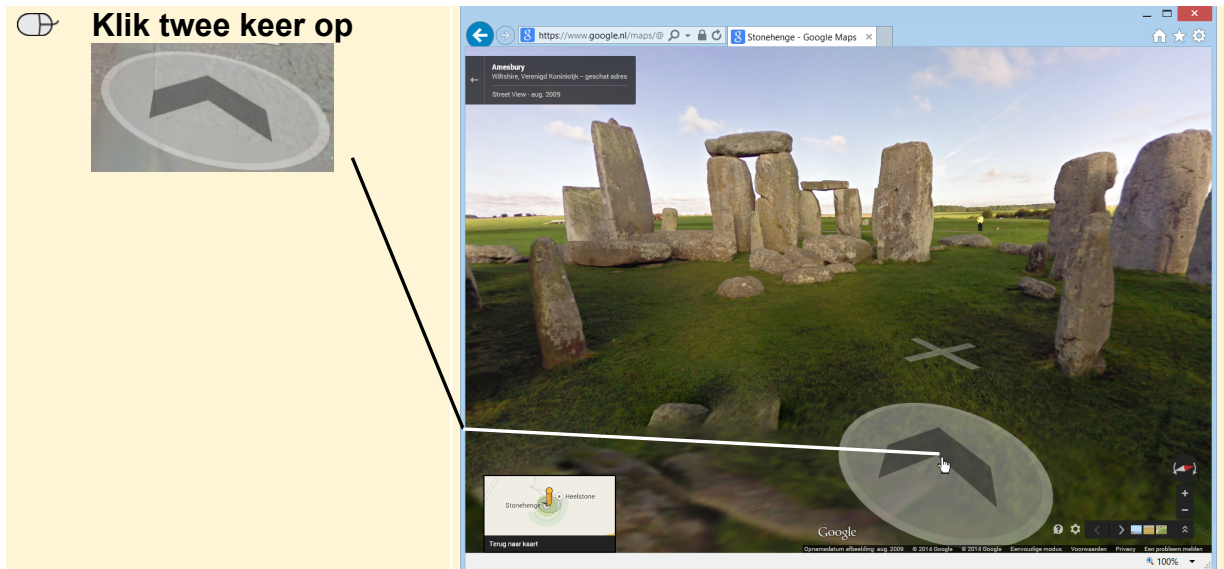 Klik twee keer op
https://www.google.nl/maps/@
Stonehenge - Google Maps
Amesbury
Wiltshire, Verenigd Koninkrijk – geschat adres
Street View - aug. 2009
Heelstone
Stonehenge
Terug naar kaart
Google
Opnamedatum afbeelding: aug. 2009 © 2014 Google © 2014 Google Eenvoudige modus Voorwaarden Privacy Een probleem melden
100%